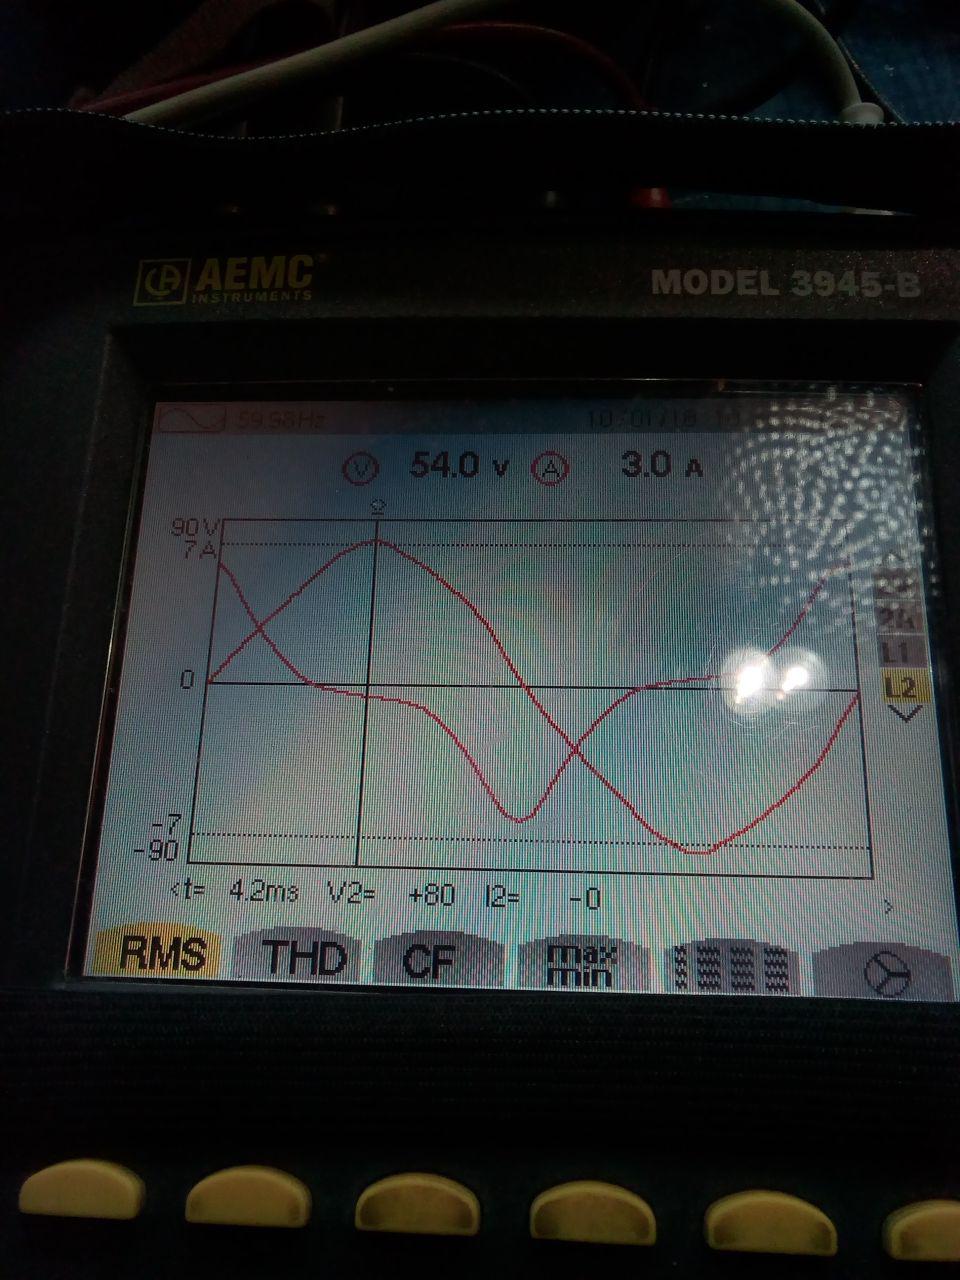 AEMC®
INSTRUMENTS
MODEL 3945-B
59.98Hz 10/01/18
V 54.0 V A 3.0 A
2
90 V
7 A
0
-7
-90
2A
L1
L2
<t= 4.2ms V2= +80 I2= -0 >
RMS THD CF max min